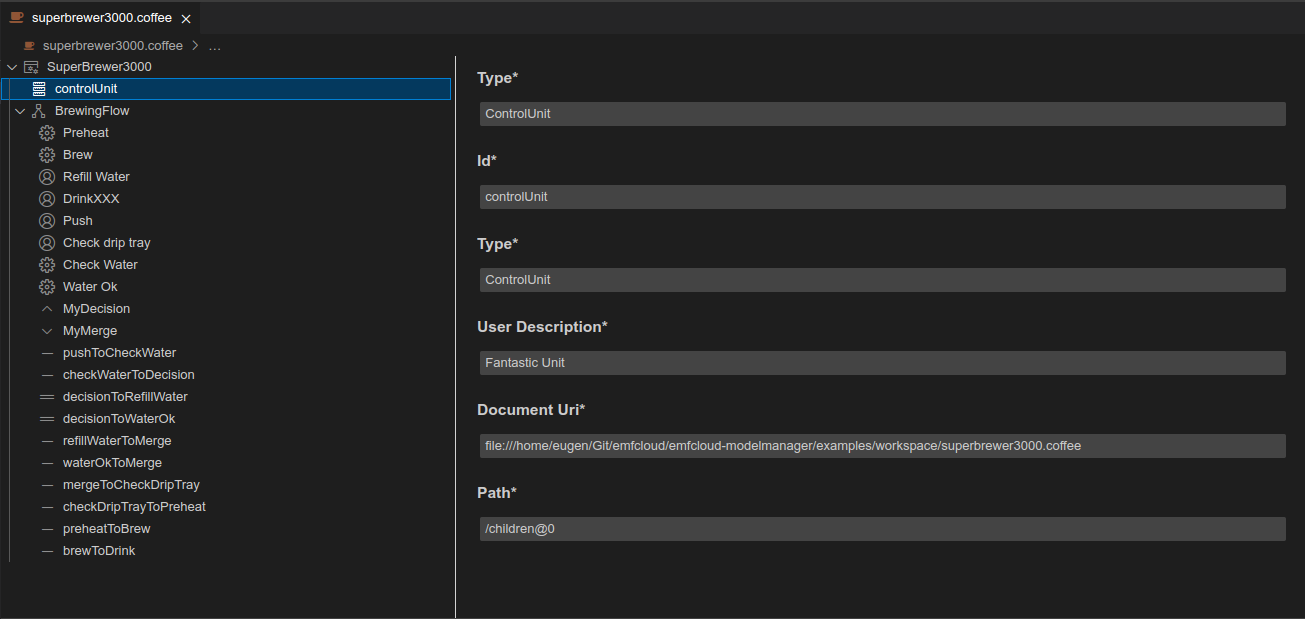 superbrewer3000.coffee
superbrewer3000.coffee > ...
SuperBrewer3000
controlUnit
BrewingFlow
Preheat
Brew
Refill Water
DrinkXXX
Push
Check drip tray
Check Water
Water Ok
MyDecision
MyMerge
pushToCheckWater
checkWaterToDecision
decisionToRefillWater
decisionToWaterOk
refillWaterToMerge
waterOkToMerge
mergeToCheckDripTray
checkDripTrayToPreheat
preheatToBrew
brewToDrink
Type*
ControlUnit
Id*
controlUnit
Type*
ControlUnit
User Description*
Fantastic Unit
Document Uri*
file:///home/eugen/Git/emfcloud/emfcloud-modelmanager/examples/workspace/superbrewer3000.coffee
Path*
/children@0